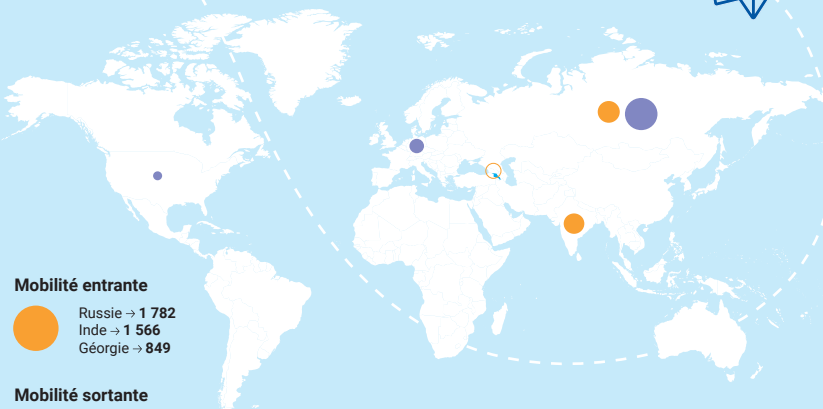 Mobilité entrante
Russie → 1 782
Inde → 1 566
Géorgie → 849
Mobilité sortante